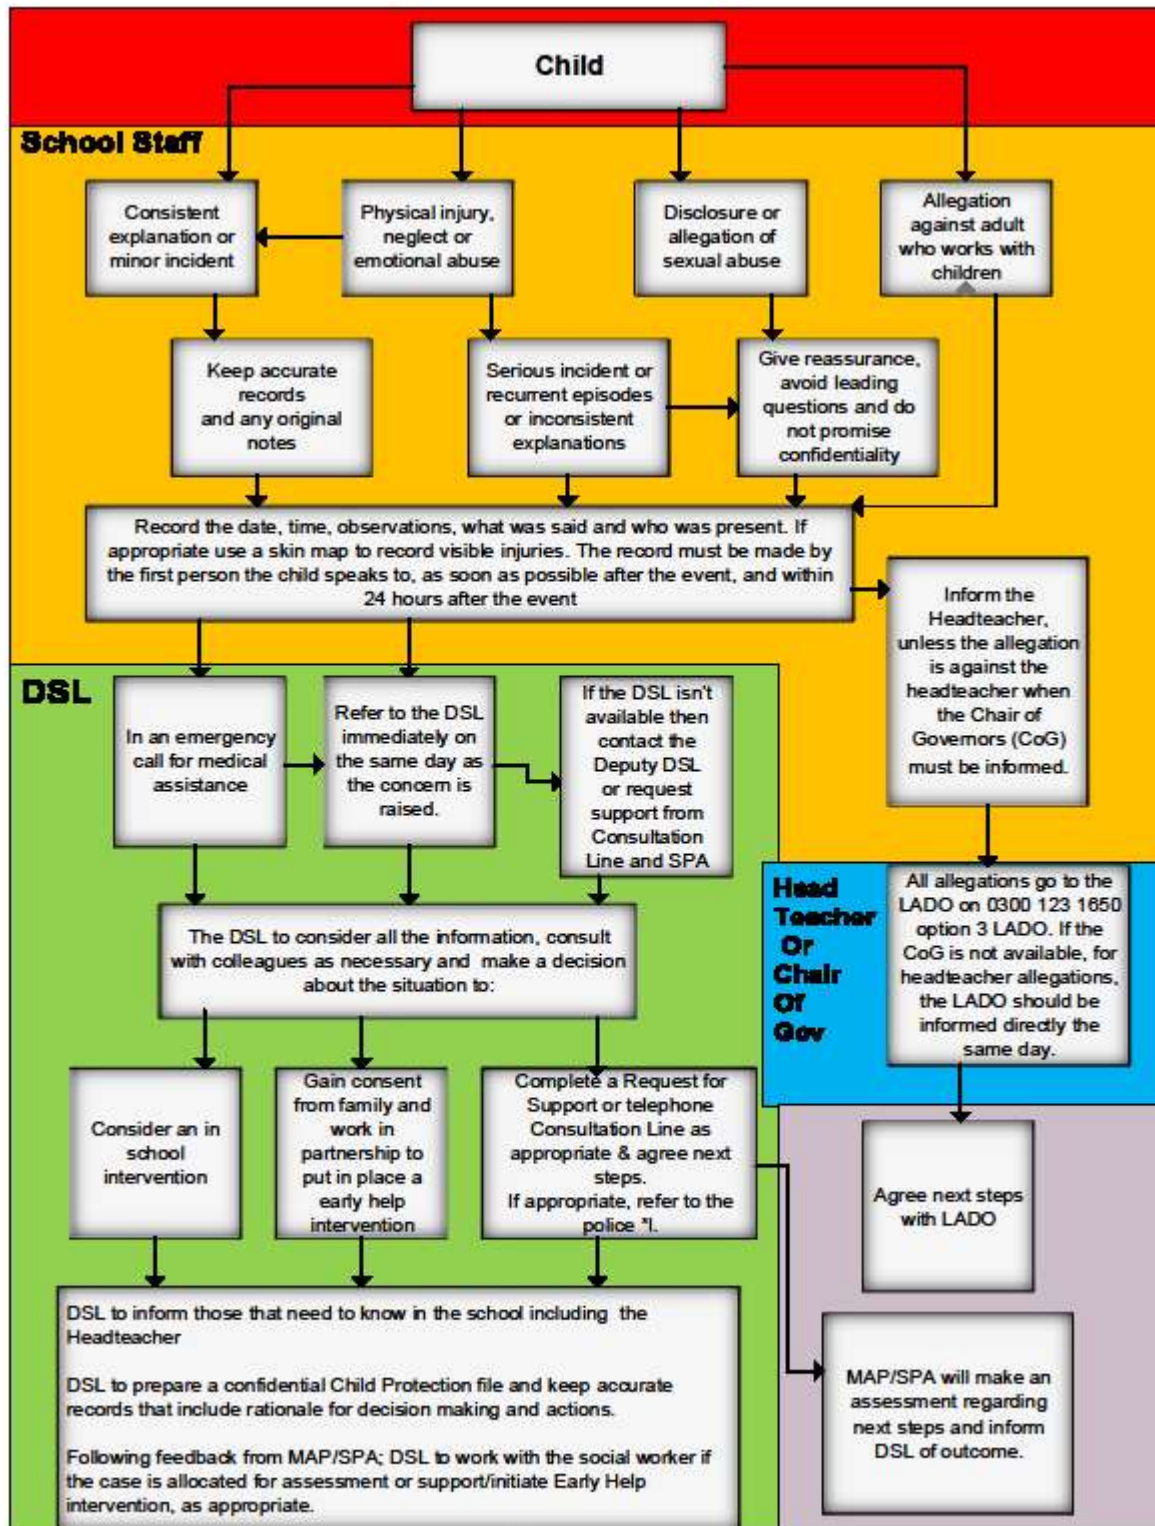 Child
School Staff
Consistent
explanation or
minor incident
Physical injury,
neglect or
emotional abuse
Disclosure or
allegation of
sexual abuse
Allegation
against adult
who works with
children
Keep accurate
records
and any original
notes
Serious incident or
recurrent episodes
or inconsistent
explanations
Give reassurance,
avoid leading
questions and do
not promise
confidentiality
Record the date, time, observations, what was said and who was present. If
appropriate use a skin map to record visible injuries. The record must be made by
the first person the child speaks to, as soon as possible after the event, and within
24 hours after the event
Inform the
Headteacher,
unless the allegation
is against the
headteacher when
the Chair of
Governors (CoG)
must be informed.
DSL
In an emergency
call for medical
assistance
Refer to the DSL
immediately on
the same day as
the concern is
raised.
If the DSL isn't
available then
contact the
Deputy DSL
or request
support from
Consultation
Line and SPA
Head
Teacher
Or
Chair
Of
Gov
All allegations go to the
LADO on 0300 123 1650
option 3 LADO. If the
CoG is not available, for
headteacher allegations,
the LADO should be
informed directly the
same day.
The DSL to consider all the information, consult
with colleagues as necessary and make a decision
about the situation to:
Consider an in
school
intervention
Gain consent
from family and
work in
partnership to
put in place a
early help
intervention
Complete a Request for
Support or telephone
Consultation Line as
appropriate & agree next
steps.
If appropriate, refer to the
police *I.
Agree next steps
with LADO
DSL to inform those that need to know in the school including the
Headteacher
DSL to prepare a confidential Child Protection file and keep accurate
records that include rationale for decision making and actions.
Following feedback from MAP/SPA; DSL to work with the social worker if
the case is allocated for assessment or support/initiate Early Help
intervention, as appropriate.
MAP/SPA will make an
assessment regarding
next steps and inform
DSL of outcome.